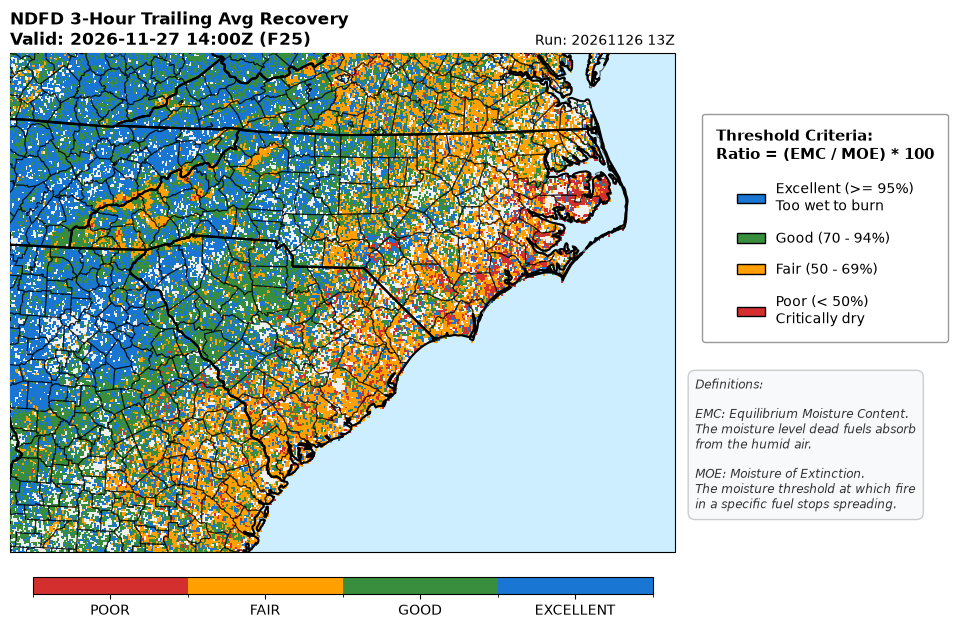 NDFD 3-Hour Trailing Avg Recovery
Valid: 2026-11-27 14:00Z (F25)
Run: 20261126 13Z
Threshold Criteria:
Ratio = (EMC / MOE) * 100
Excellent (>= 95%)
Too wet to burn
Good (70 - 94%)
Fair (50 - 69%)
Poor (< 50%)
Critically dry
Definitions:
EMC: Equilibrium Moisture Content.
The moisture level dead fuels absorb
from the humid air.
MOE: Moisture of Extinction.
The moisture threshold at which fire
in a specific fuel stops spreading.
POOR
FAIR
GOOD
EXCELLENT